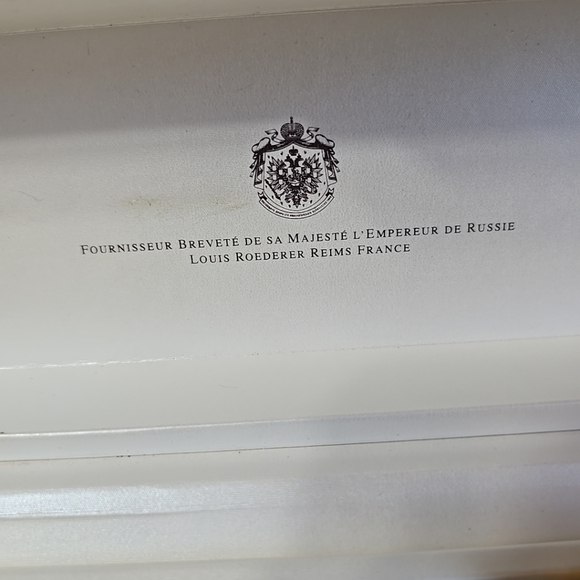 Fournisseur Breveté de sa Majesté l'Empereur de Russie
Louis Roederer Reims France